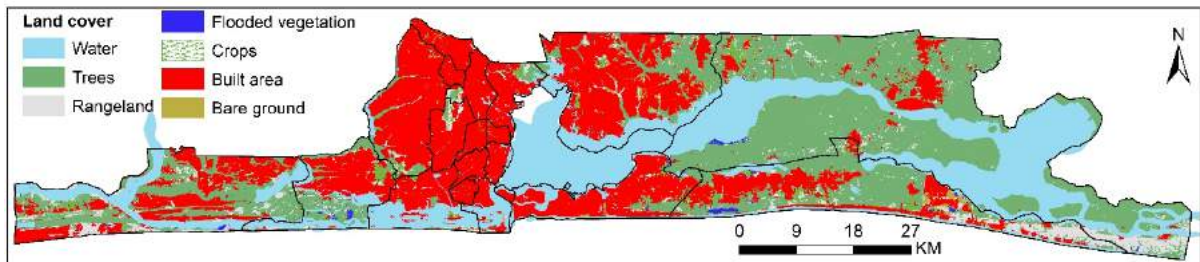 Land cover
Water
Trees
Rangeland
Flooded vegetation
Crops
Built area
Bare ground
N
0 9 18 27
KM